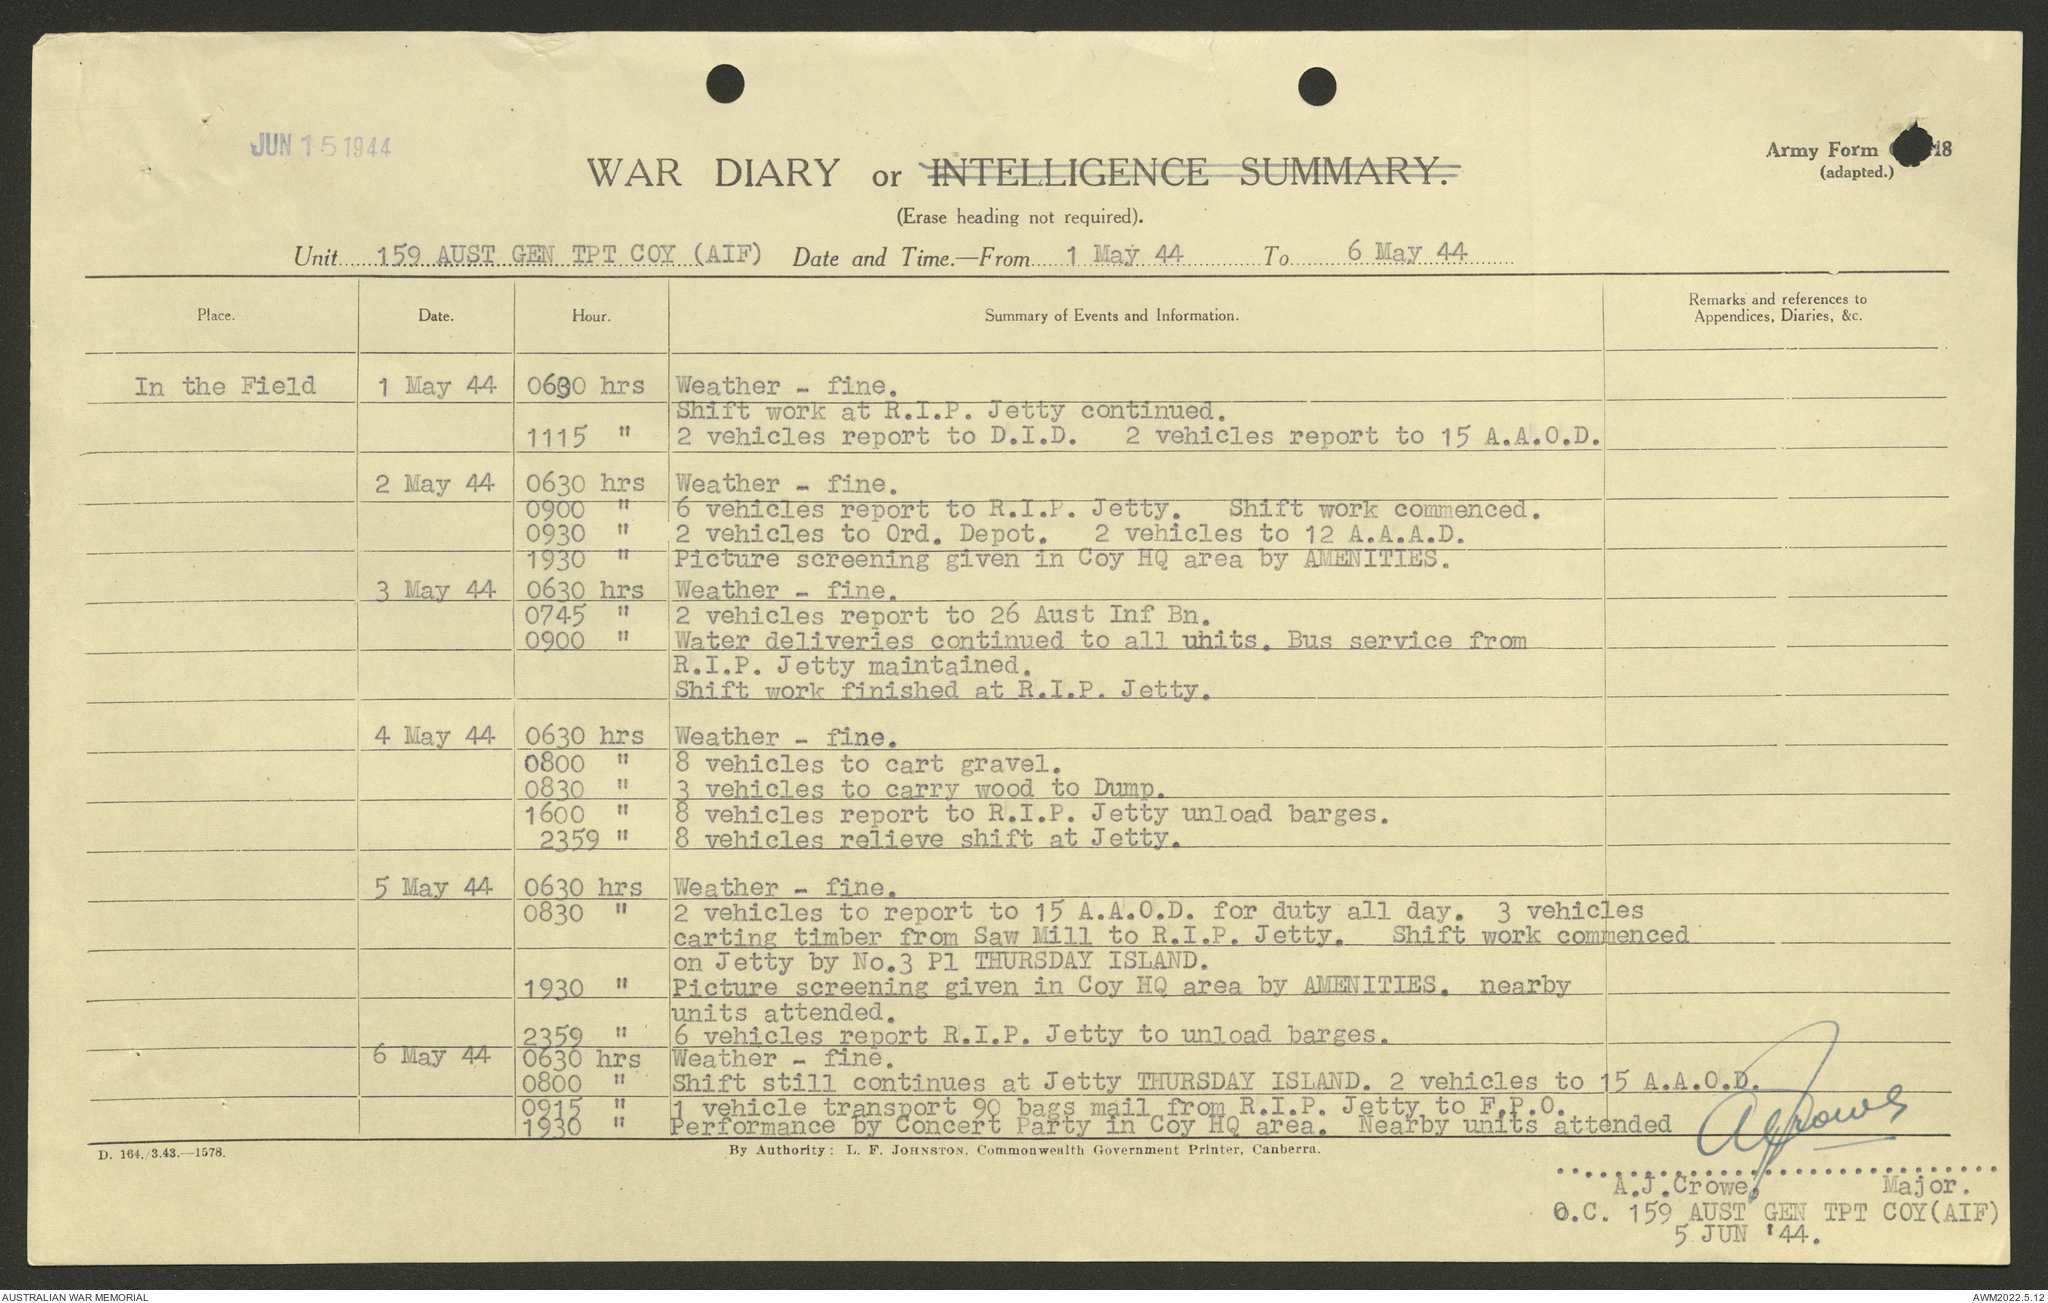 JUN 15 1944
Army Form 18
(adapted.)
WAR DIARY or INTELLIGENCE SUMMARY.
(Erase heading not required).
Unit 159 AUST GEN TPT COY (AIF) Date and Time.—From 1 May 44 To 6 May 44
Place. Date. Hour. Summary of Events and Information. Remarks and references to
Appendices, Diaries, &c.
In the Field 1 May 44 0630 hrs Weather - fine.
Shift work at R.I.P. Jetty continued.
1115 " 2 vehicles report to D.I.D. 2 vehicles report to 15 A.A.O.D.
2 May 44 0630 hrs Weather - fine.
0900 " 6 vehicles report to R.I.P. Jetty. Shift work commenced.
0930 " 2 vehicles to Ord. Depot. 2 vehicles to 12 A.A.A.D.
1930 " Picture screening given in Coy HQ area by AMENITIES.
3 May 44 0630 hrs Weather - fine.
0745 " 2 vehicles report to 26 Aust Inf Bn.
0900 " Water deliveries continued to all units. Bus service from
R.I.P. Jetty maintained.
Shift work finished at R.I.P. Jetty.
4 May 44 0630 hrs Weather - fine.
0800 " 8 vehicles to cart gravel.
0830 " 3 vehicles to carry wood to Dump.
1600 " 8 vehicles report to R.I.P. Jetty unload barges.
2359 " 8 vehicles relieve shift at Jetty.
5 May 44 0630 hrs Weather - fine.
0830 " 2 vehicles to report to 15 A.A.O.D. for duty all day. 3 vehicles
carting timber from Saw Mill to R.I.P. Jetty. Shift work commenced
on Jetty by No.3 Pl THURSDAY ISLAND.
1930 " Picture screening given in Coy HQ area by AMENITIES. nearby
units attended.
2359 " 6 vehicles report R.I.P. Jetty to unload barges.
6 May 44 0630 hrs Weather - fine.
0800 " Shift still continues at Jetty THURSDAY ISLAND. 2 vehicles to 15 A.A.O.D.
0915 " 1 vehicle transport 90 bags mail from R.I.P. Jetty to F.P.O.
1930 " Performance by Concert Party in Coy HQ area. Nearby units attended
AJCrowe
D. 164./3.43.—1578. By Authority: L. F. JOHNSTON, Commonwealth Government Printer, Canberra.
A.J.Crowe, Major.
O.C. 159 AUST GEN TPT COY(AIF)
5 JUN '44.
AUSTRALIAN WAR MEMORIAL AWM2022.5.12